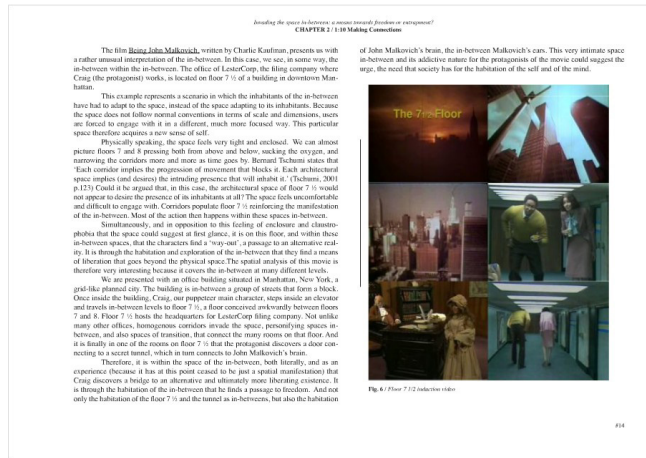 Invading the space in-between: a means towards freedom or entrapment?
CHAPTER 2 / 1:10 Making Connections
The film Being John Malkovich, written by Charlie Kaufman, presents us with
a rather unusual interpretation of the in-between. In this case, we see, in some way, the
in-between within the in-between. The office of LesterCorp, the filing company where
Craig (the protagonist) works, is located on floor 7 ½ of a building in downtown Man-
hattan.
This example represents a scenario in which the inhabitants of the in-between
have had to adapt to the space, instead of the space adapting to its inhabitants. Because
the space does not follow normal conventions in terms of scale and dimensions, users
are forced to engage with it in a different, much more focused way. This particular
space therefore acquires a new sense of self.
Physically speaking, the space feels very tight and enclosed. We can almost
picture floors 7 and 8 pressing both from above and below, sucking the oxygen, and
narrowing the corridors more and more as time goes by. Bernard Tschumi states that
‘Each corridor implies the progression of movement that blocks it. Each architectural
space implies (and desires) the intruding presence that will inhabit it.’ (Tschumi, 2001
p.123) Could it be argued that, in this case, the architectural space of floor 7 ½ would
not appear to desire the presence of its inhabitants at all? The space feels uncomfortable
and difficult to engage with. Corridors populate floor 7 ½ reinforcing the manifestation
of the in-between. Most of the action then happens within these spaces in-between.
Simultaneously, and in opposition to this feeling of enclosure and claustro-
phobia that the space could suggest at first glance, it is on this floor, and within these
in-between spaces, that the characters find a ‘way-out’, a passage to an alternative real-
ity. It is through the habitation and exploration of the in-between that they find a means
of liberation that goes beyond the physical space.The spatial analysis of this movie is
therefore very interesting because it covers the in-between at many different levels.
We are presented with an office building situated in Manhattan, New York, a
grid-like planned city. The building is in-between a group of streets that form a block.
Once inside the building, Craig, our puppeteer main character, steps inside an elevator
and travels in-between levels to floor 7 ½, a floor conceived awkwardly between floors
7 and 8. Floor 7 ½ hosts the headquarters for LesterCorp filing company. Not unlike
many other offices, homogenous corridors invade the space, personifying spaces in-
between, and also spaces of transition, that connect the many rooms on that floor. And
it is finally in one of the rooms on floor 7 ½ that the protagonist discovers a door con-
necting to a secret tunnel, which in turn connects to John Malkovich’s brain.
Therefore, it is within the space of the in-between, both literally, and as an
experience (because it has at this point ceased to be just a spatial manifestation) that
Craig discovers a bridge to an alternative and ultimately more liberating existence. It
is through the habitation of the in-between that he finds a passage to freedom. And not
only the habitation of the floor 7 ½ and the tunnel as in-betweens, but also the habitation
of John Malkovich’s brain, the in-between Malkovich’s ears. This very intimate space
in-between and its addictive nature for the protagonists of the movie could suggest the
urge, the need that society has for the habitation of the self and of the mind.
The 7½ Floor
Fig. 6 / Floor 7 1/2 induction video
#14